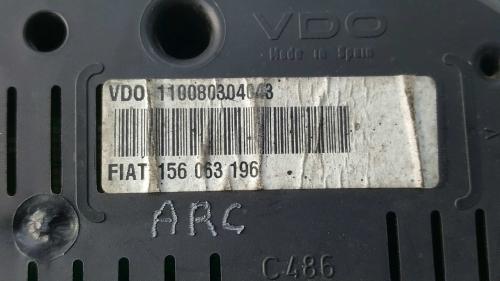 VDO
Made in Spain
VDO 110080304043
FIAT 156 063 196
ARC
C486